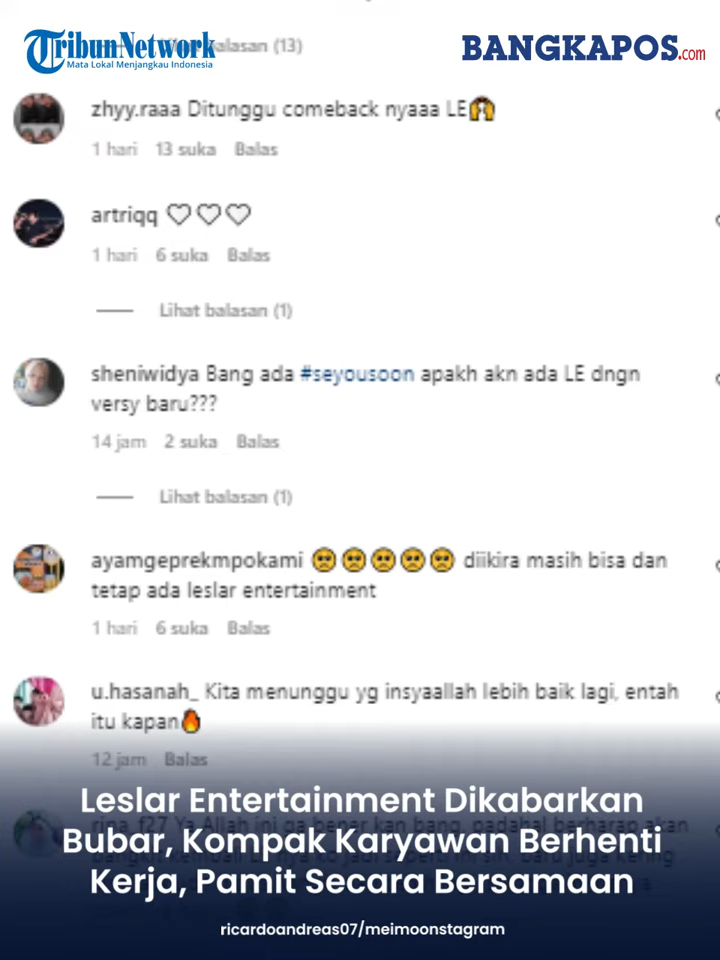 TribunNetwork
Mata Lokal Menjangkau Indonesia
balasan (13)
BANGKAPOS.com
zhyy.raaa Ditunggu comeback nyaaa LE
1 hari 13 suka Balas
artriqq ♡♡♡
1 hari 6 suka Balas
Lihat balasan (1)
sheniwidya Bang ada #seyousoon apakh akn ada LE dngn
versy baru???
14 jam 2 suka Balas
Lihat balasan (1)
ayamgeprekmpokami 🥺🥺🥺🥺🥺 diikira masih bisa dan
tetap ada leslar entertainment
1 hari 6 suka Balas
u.hasanah_ Kita menunggu yg insyaallah lebih baik lagi, entah
itu kapan🔥
12 jam Balas
Leslar Entertainment Dikabarkan
Bubar, Kompak Karyawan Berhenti
Kerja, Pamit Secara Bersamaan
ricardoandreas07/meimoonstagram